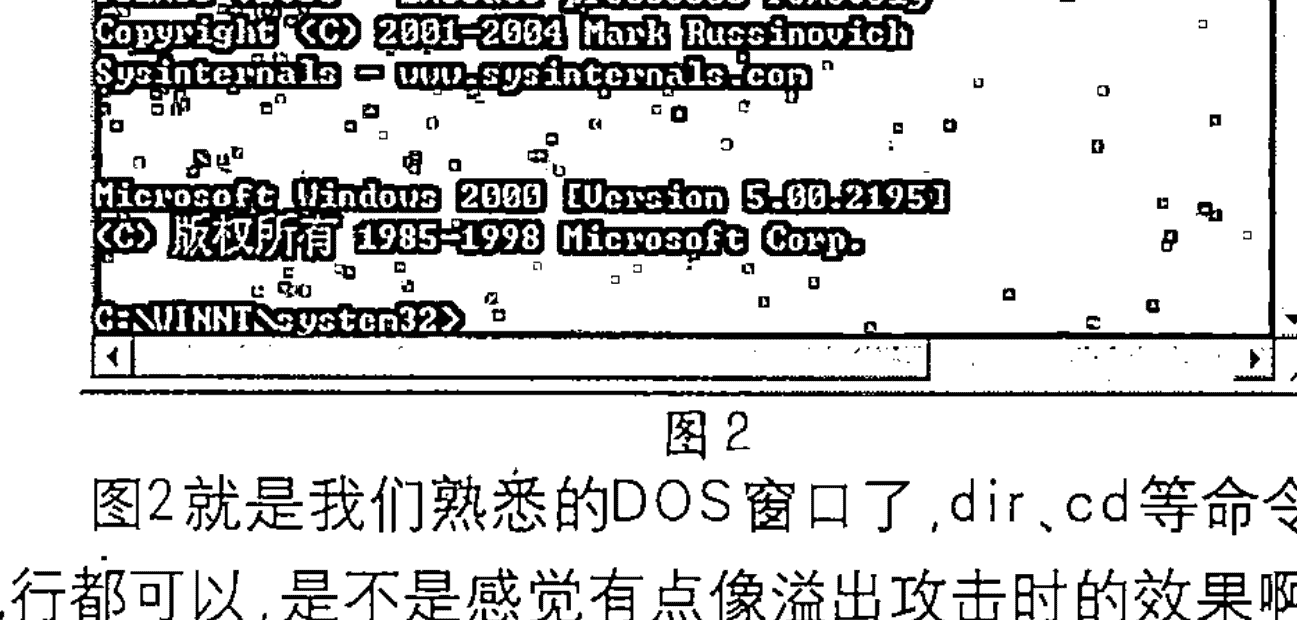 Copyright (C) 2001-2004 Mark Russinovich
Sysinternals - www.sysinternals.com
Microsoft Windows 2000 [Version 5.00.2195]
(C) 版权所有 1985-1998 Microsoft Corp.
C:\WINNT\system32>
图 2
图2就是我们熟悉的DOS窗口了,dir、cd等命令
行都可以,是不是感觉有点像溢出攻击时的效果啊